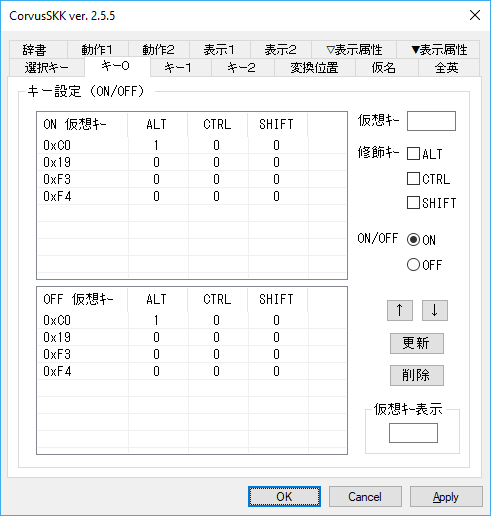 CorvusSKK ver. 2.5.5
辞書 動作1 動作2 表示1 表示2 ▽表示属性 ▼表示属性
選択キー キー0 キー1 キー2 変換位置 仮名 全英
キー設定 (ON/OFF)
ON 仮想キー ALT CTRL SHIFT
0xC0 1 0 0
0x19 0 0 0
0xF3 0 0 0
0xF4 0 0 0
仮想キー
修飾キー ALT
CTRL
SHIFT
ON/OFF ON
OFF
OFF 仮想キー ALT CTRL SHIFT
0xC0 1 0 0
0x19 0 0 0
0xF3 0 0 0
0xF4 0 0 0
↑ ↓
更新
削除
仮想キー表示
OK Cancel Apply